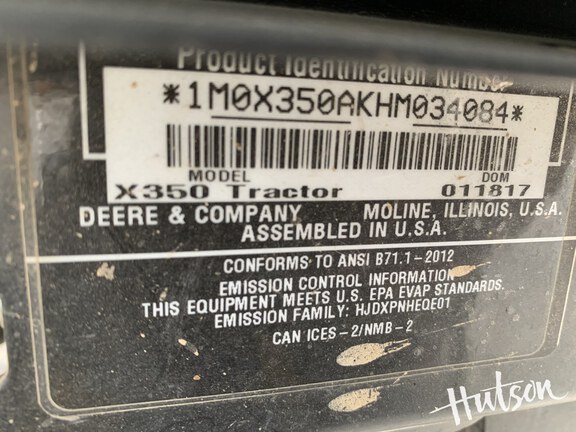 Product Identification Number
*1M0X350AKHM034084*
MODEL DOM
X350 Tractor 011817
DEERE & COMPANY MOLINE, ILLINOIS, U.S.A.
ASSEMBLED IN U.S.A.
CONFORMS TO ANSI B71.1-2012
EMISSION CONTROL INFORMATION
THIS EQUIPMENT MEETS U.S. EPA EVAP STANDARDS.
EMISSION FAMILY: HJDXPNHEQE01
CAN ICES-2/NMB-2
Hutson